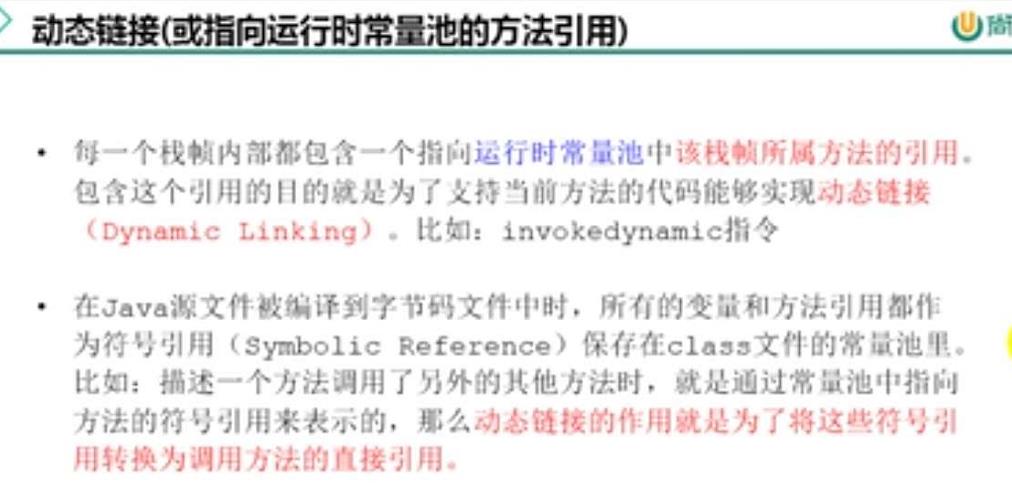 动态链接(或指向运行时常量池的方法引用)
尚
• 每一个栈帧内部都包含一个指向运行时常量池中该栈帧所属方法的引用。
包含这个引用的目的就是为了支持当前方法的代码能够实现动态链接
（Dynamic Linking）。比如：invokedynamic指令
• 在Java源文件被编译到字节码文件中时，所有的变量和方法引用都作
为符号引用（Symbolic Reference）保存在class文件的常量池里。
比如：描述一个方法调用了另外的其他方法时，就是通过常量池中指向
方法的符号引用来表示的，那么动态链接的作用就是为了将这些符号引
用转换为调用方法的直接引用。